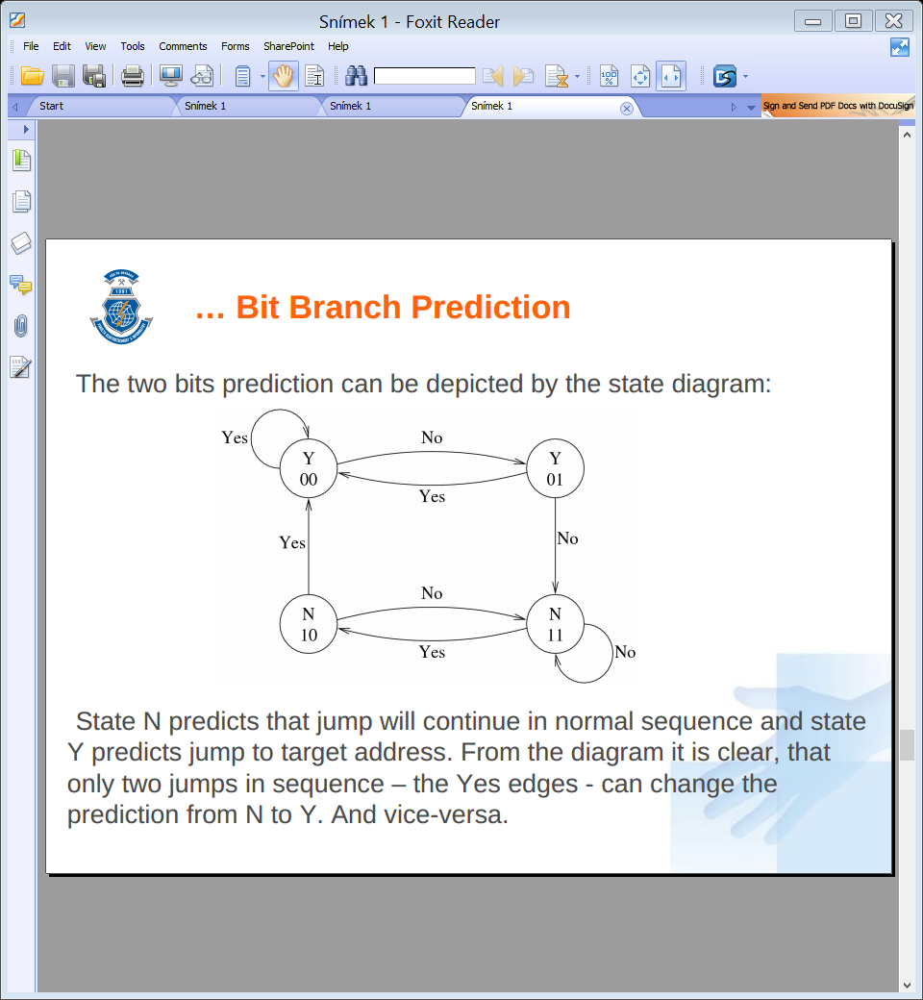 Snímek 1 - Foxit Reader
File Edit View Tools Comments Forms SharePoint Help
Start Snímek 1 Snímek 1 Snímek 1 Sign and Send PDF Docs with DocuSign
1991
... Bit Branch Prediction
The two bits prediction can be depicted by the state diagram:
Yes
Y
00
No
Yes
Y
01
Yes
No
N
10
No
Yes
N
11
No
State N predicts that jump will continue in normal sequence and state
Y predicts jump to target address. From the diagram it is clear, that
only two jumps in sequence – the Yes edges - can change the
prediction from N to Y. And vice-versa.